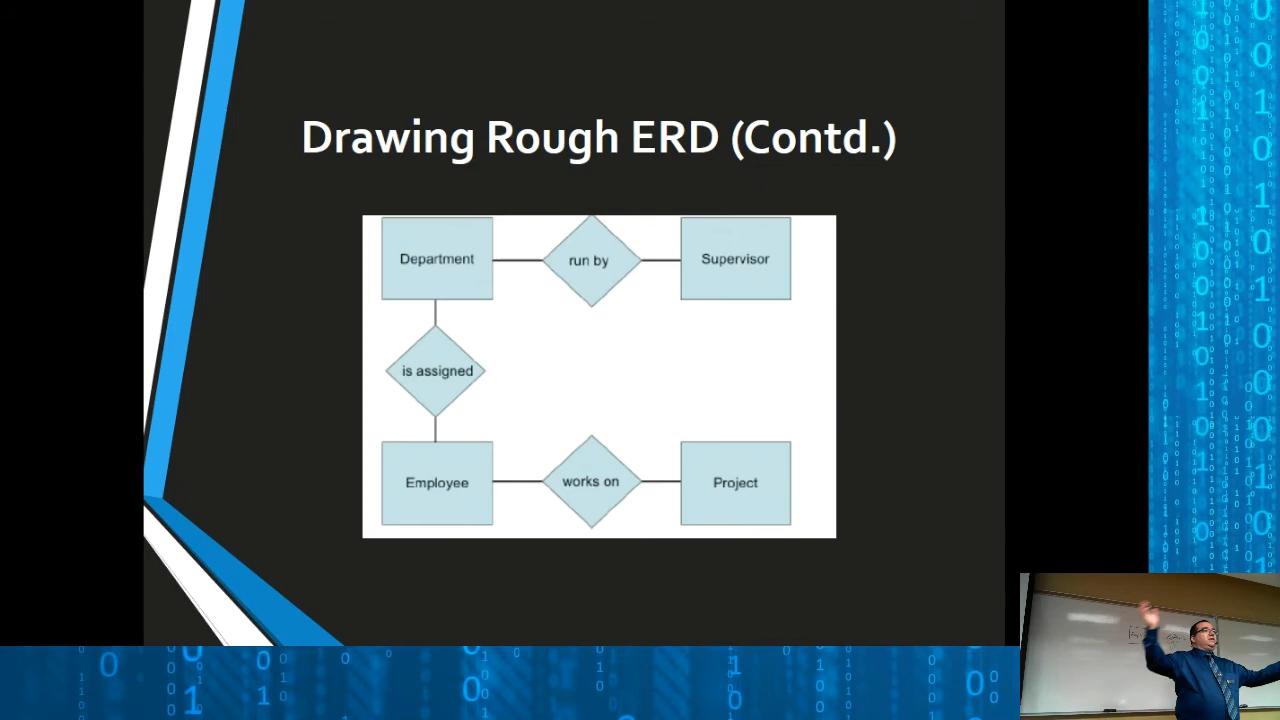 Drawing Rough ERD (Contd.)
Department
run by
Supervisor
is assigned
Employee
works on
Project